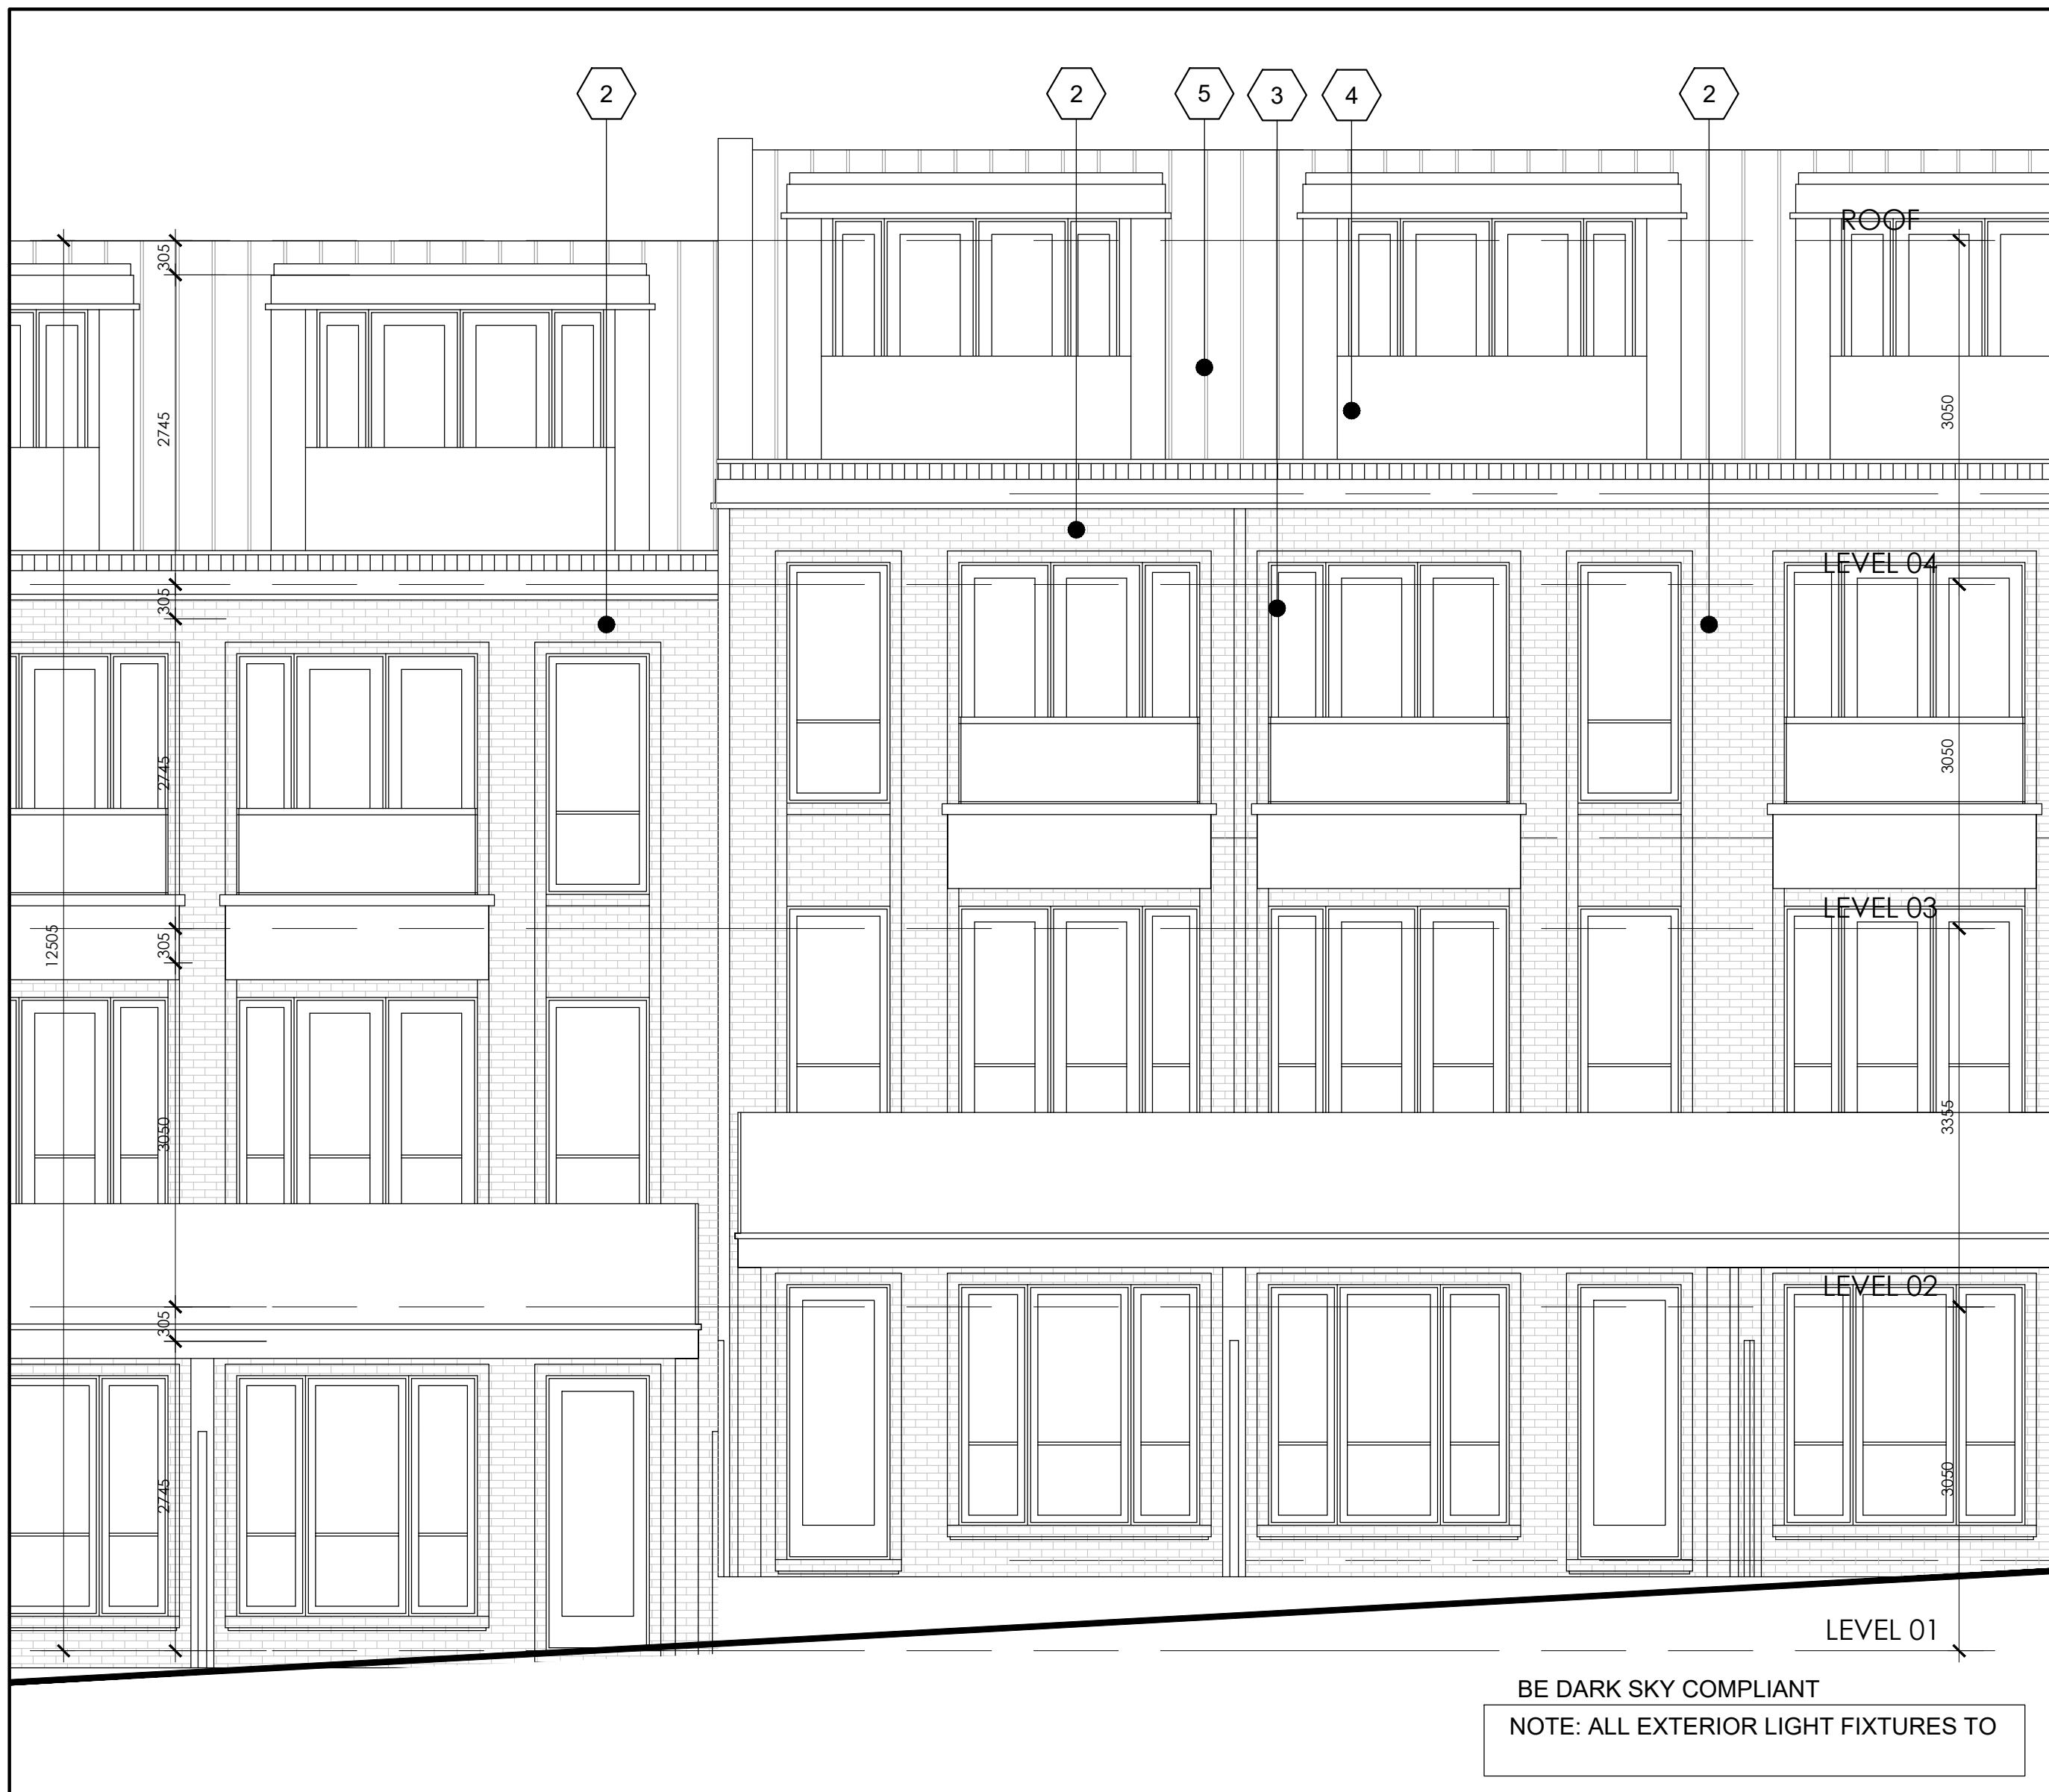 2
2
5
3
4
2
ROOF
305
2745
3050
LEVEL 04
305
2745
3050
LEVEL 03
12505
305
3050
3355
LEVEL 02
305
2745
3050
LEVEL 01
BE DARK SKY COMPLIANT
NOTE: ALL EXTERIOR LIGHT FIXTURES TO